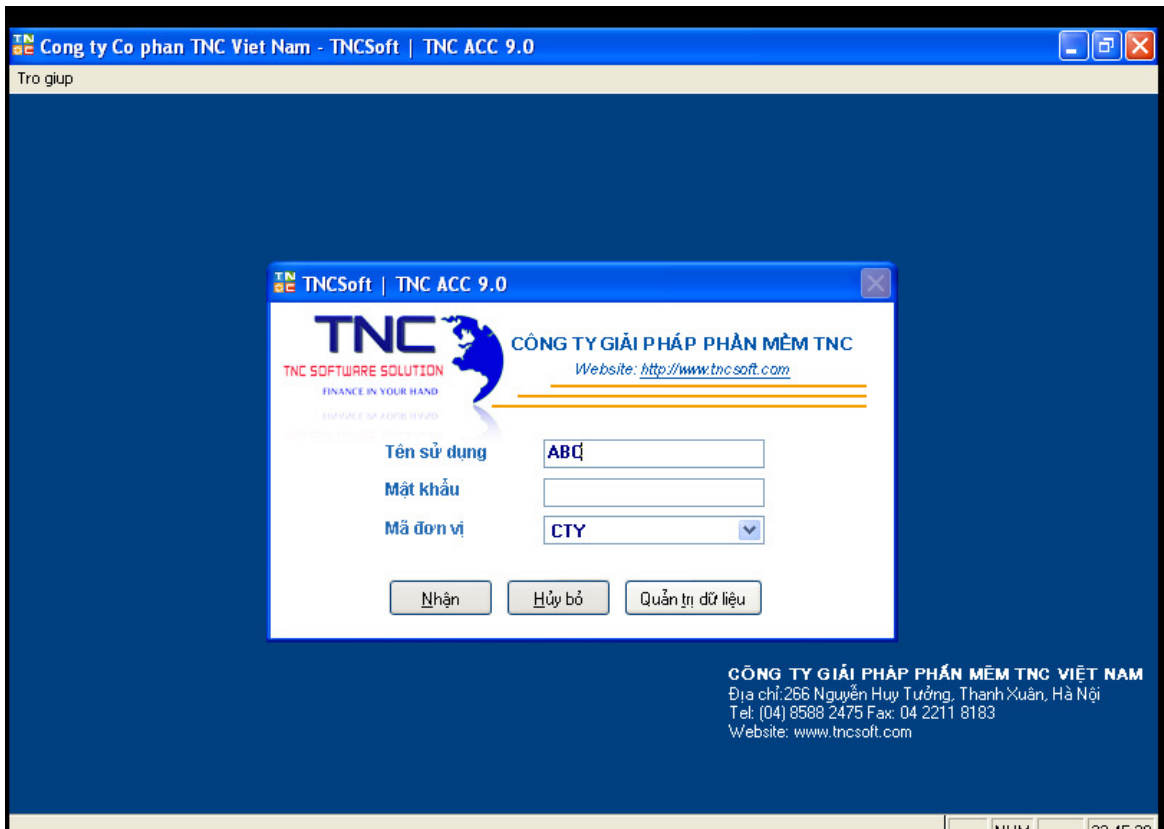 Cong ty Co phan TNC Viet Nam - TNCSoft | TNC ACC 9.0
Tro giup
TNCSoft | TNC ACC 9.0
TNC
TNC SOFTWARE SOLUTION
FINANCE IN YOUR HAND
CÔNG TY GIẢI PHÁP PHẦN MỀM TNC
Website: http://www.tncsoft.com
Tên sử dụng ABC
Mật khẩu
Mã đơn vị CTY
Nhận Hủy bỏ Quản trị dữ liệu
CÔNG TY GIẢI PHÁP PHẦN MỀM TNC VIỆT NAM
Địa chỉ:266 Nguyễn Huy Tưởng, Thanh Xuân, Hà Nội
Tel: (04) 8588 2475 Fax: 04 2211 8183
Website: www.tncsoft.com
NUM